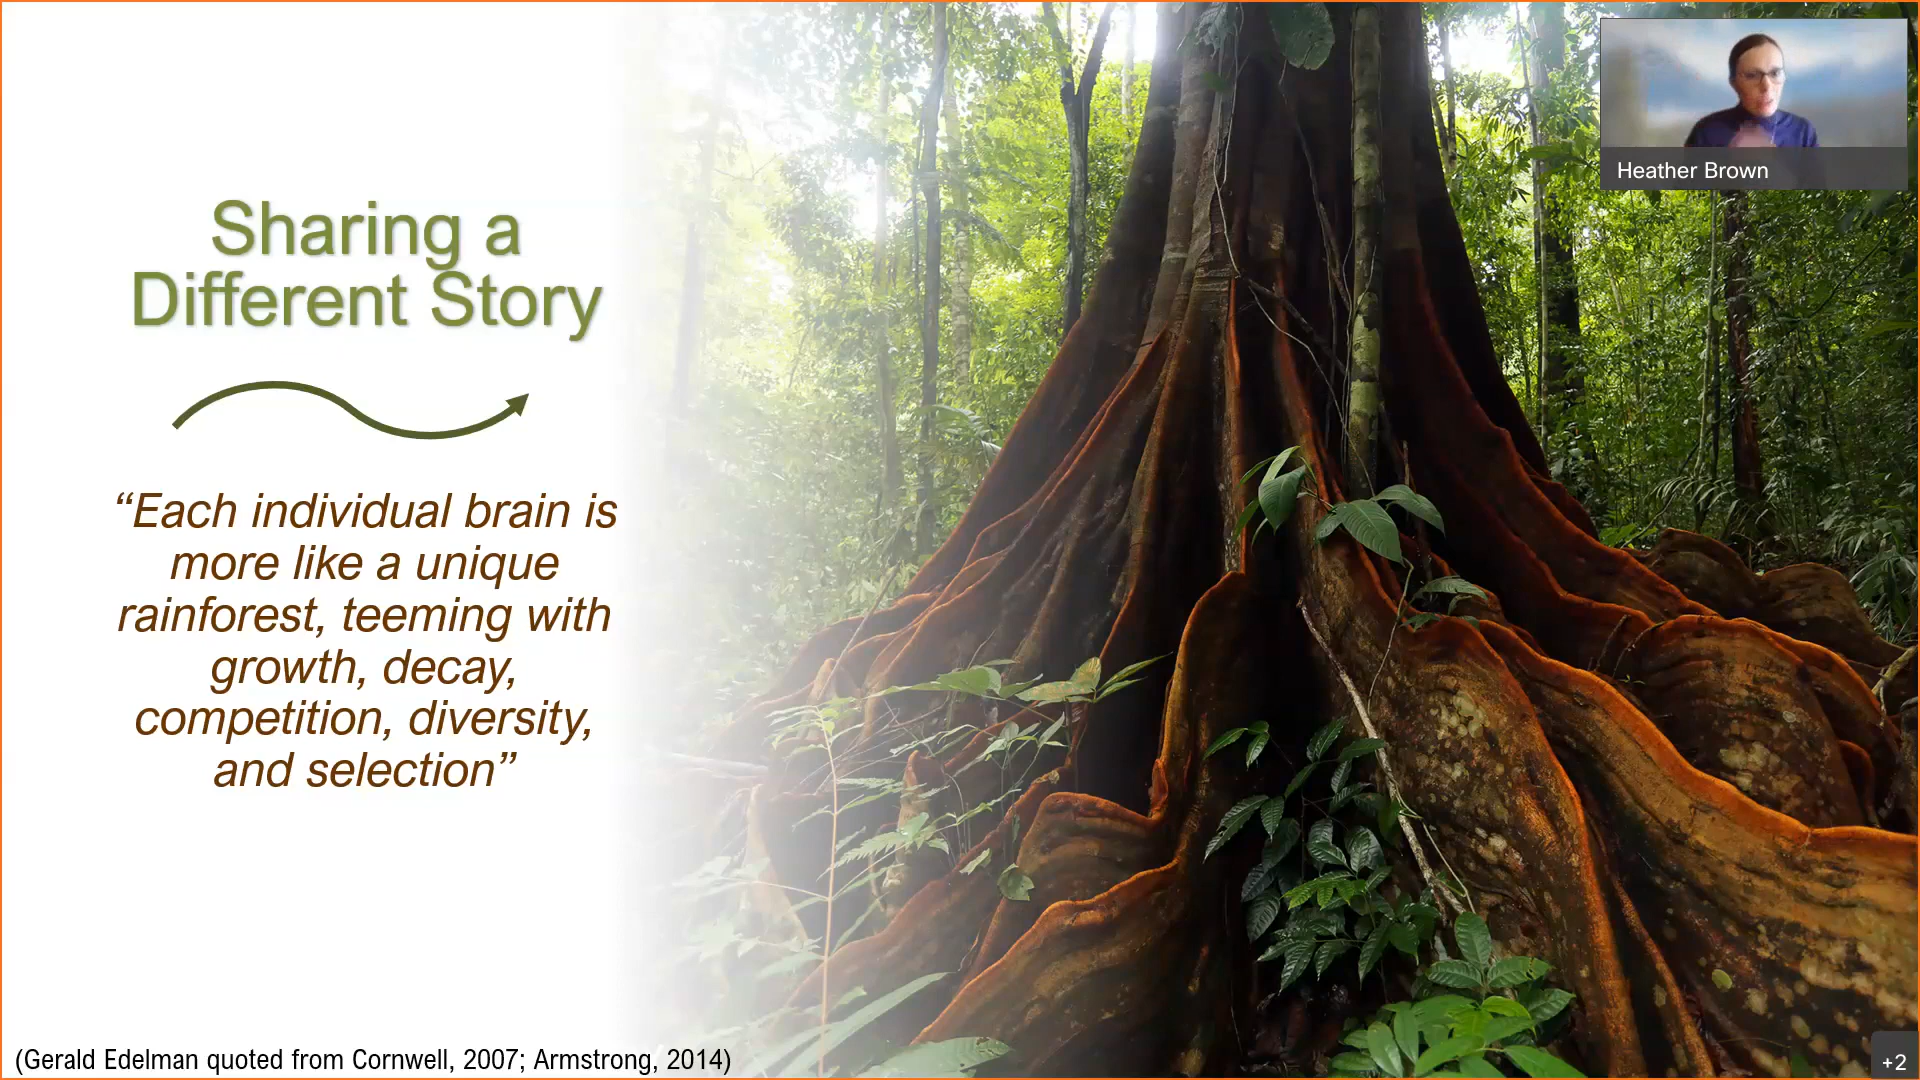 Sharing a
Different Story
“Each individual brain is
more like a unique
rainforest, teeming with
growth, decay,
competition, diversity,
and selection”
(Gerald Edelman quoted from Cornwell, 2007; Armstrong, 2014)
Heather Brown
+2